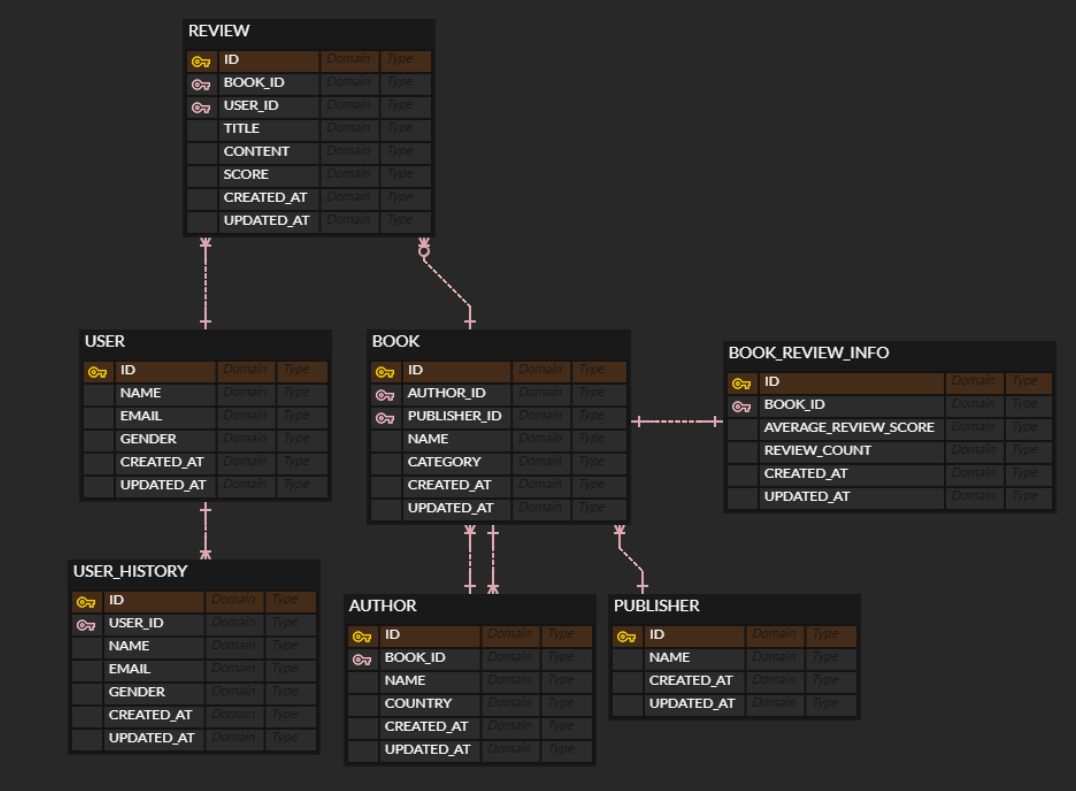 REVIEW
ID Domain Type
BOOK_ID Domain Type
USER_ID Domain Type
TITLE Domain Type
CONTENT Domain Type
SCORE Domain Type
CREATED_AT Domain Type
UPDATED_AT Domain Type
USER
ID Domain Type
NAME Domain Type
EMAIL Domain Type
GENDER Domain Type
CREATED_AT Domain Type
UPDATED_AT Domain Type
BOOK
ID Domain Type
AUTHOR_ID Domain Type
PUBLISHER_ID Domain Type
NAME Domain Type
CATEGORY Domain Type
CREATED_AT Domain Type
UPDATED_AT Domain Type
BOOK_REVIEW_INFO
ID Domain Type
BOOK_ID Domain Type
AVERAGE_REVIEW_SCORE Domain Type
REVIEW_COUNT Domain Type
CREATED_AT Domain Type
UPDATED_AT Domain Type
USER_HISTORY
ID Domain Type
USER_ID Domain Type
NAME Domain Type
EMAIL Domain Type
GENDER Domain Type
CREATED_AT Domain Type
UPDATED_AT Domain Type
AUTHOR
ID Domain Type
BOOK_ID Domain Type
NAME Domain Type
COUNTRY Domain Type
CREATED_AT Domain Type
UPDATED_AT Domain Type
PUBLISHER
ID Domain Type
NAME Domain Type
CREATED_AT Domain Type
UPDATED_AT Domain Type